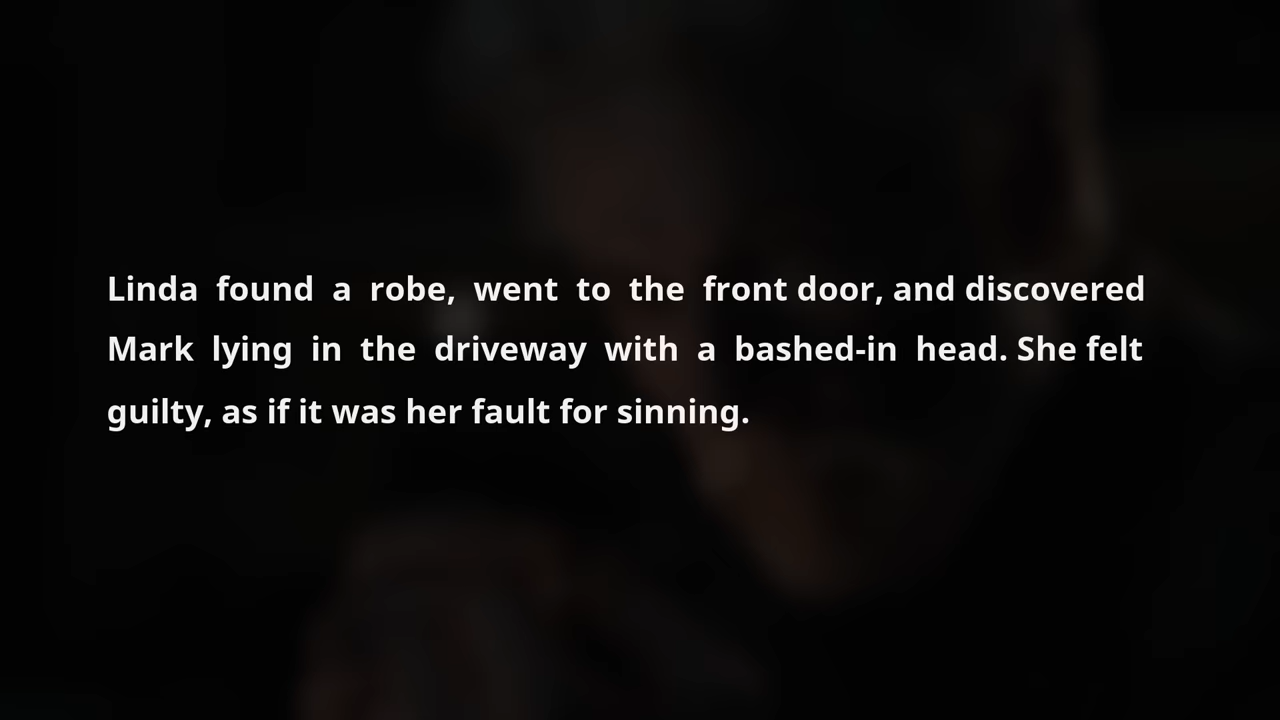 Linda found a robe, went to the front door, and discovered
Mark lying in the driveway with a bashed-in head. She felt
guilty, as if it was her fault for sinning.